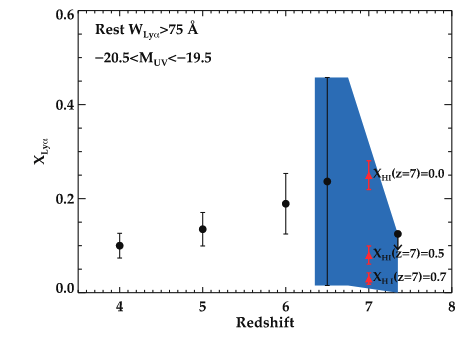 0.6
Rest W_Lyα>75 Å
−20.5<M_UV<−19.5
0.4
X_Lyα
X_HI(z=7)=0.0
0.2
X_HI(z=7)=0.5
X_HI(z=7)=0.7
0.0
4 5 6 7 8
Redshift